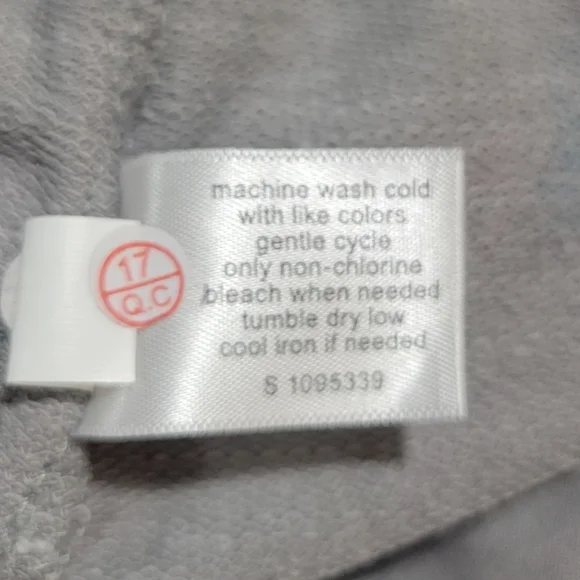 machine wash cold
with like colors
gentle cycle
only non-chlorine
bleach when needed
tumble dry low
cool iron if needed
S 1095339
17
Q.C